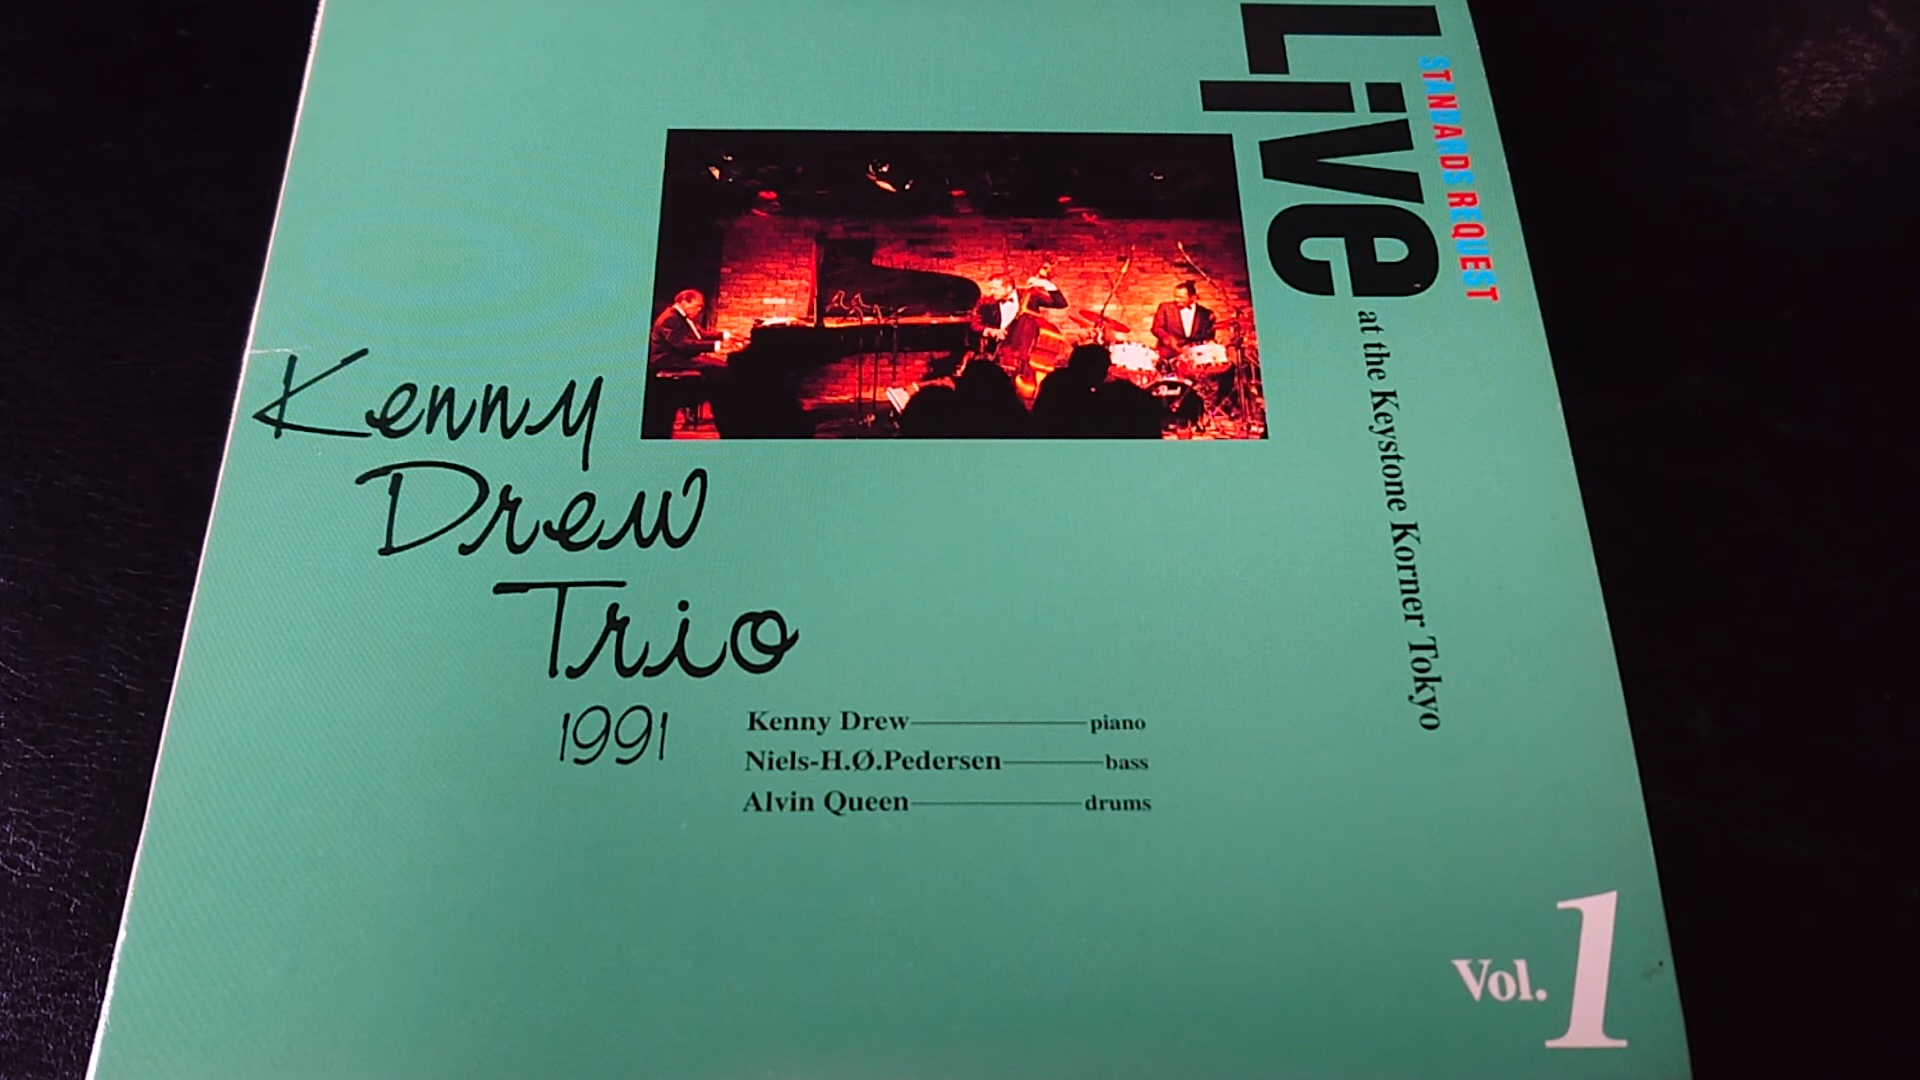 Live
STANDARDS REQUEST
at the Keystone Korner Tokyo
Kenny
Drew
Trio
1991
Kenny Drew piano
Niels-H.Ø.Pedersen bass
Alvin Queen drums
Vol.1